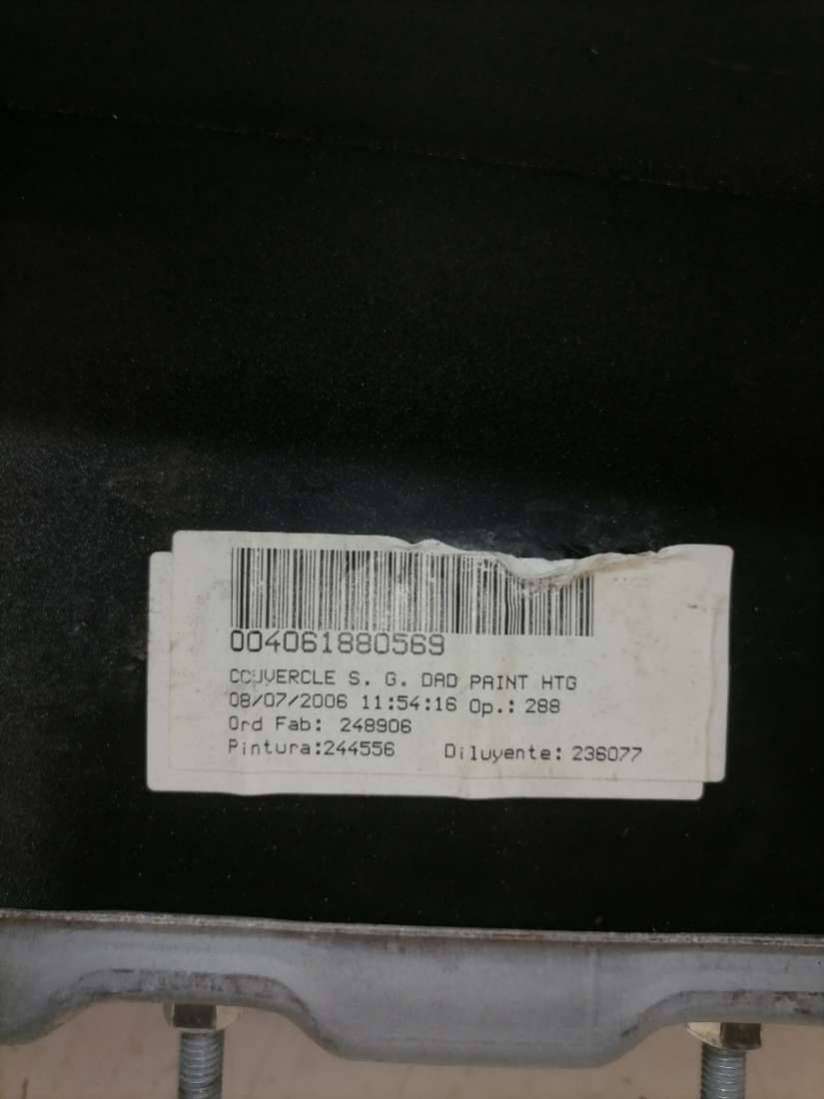 004061880569
COUVERCLE S. G. DAD PAINT HTG
08/07/2006 11:54:16 Op.: 288
Ord Fab: 248906
Pintura:244556 Diluyente: 236077